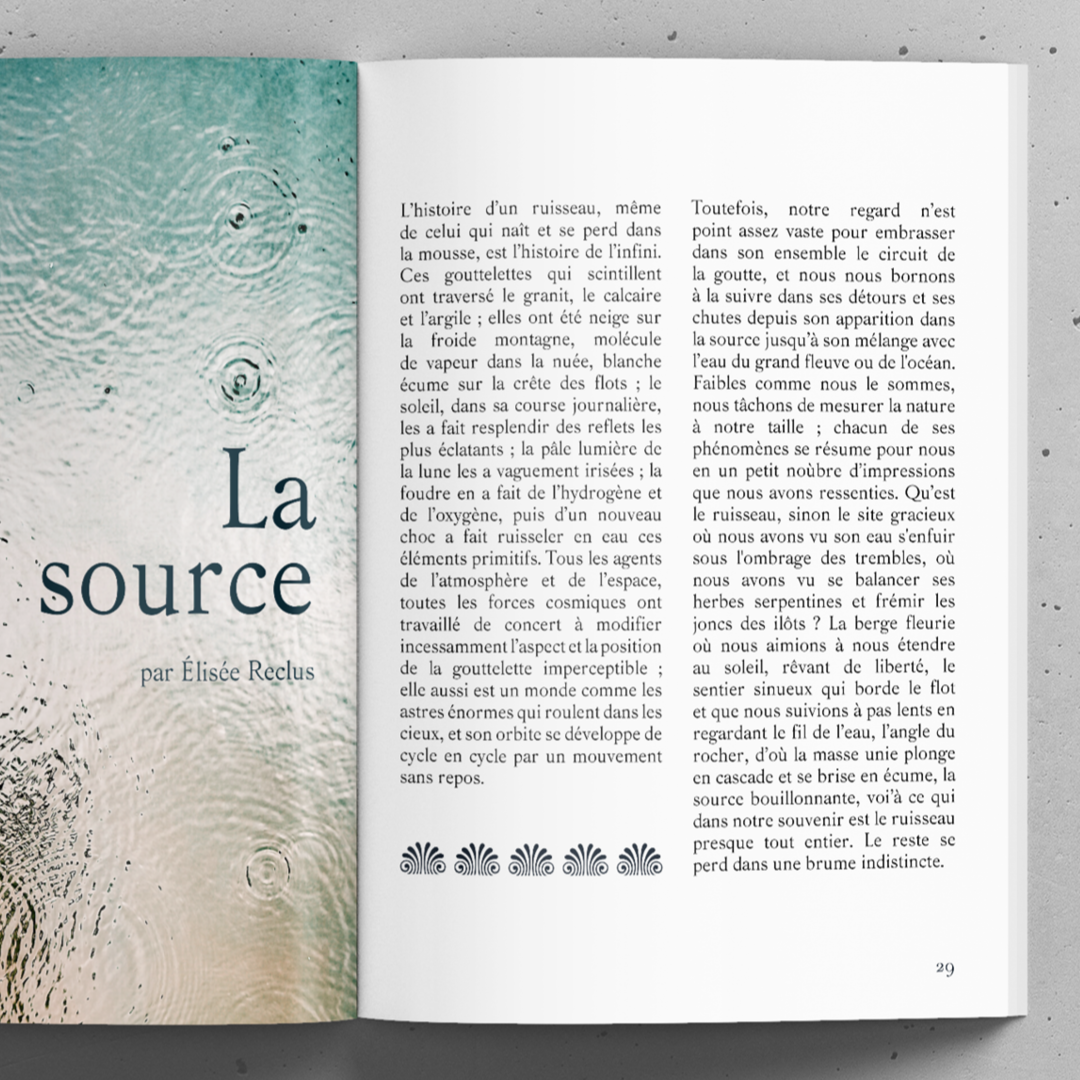 La
source
par Élisée Reclus
L'histoire d'un ruisseau, même
de celui qui naît et se perd dans
la mousse, est l'histoire de l'infini.
Ces gouttelettes qui scintillent
ont traversé le granit, le calcaire
et l'argile ; elles ont été neige sur
la froide montagne, molécule
de vapeur dans la nuée, blanche
écume sur la crête des flots ; le
soleil, dans sa course journalière,
les a fait resplendir des reflets les
plus éclatants ; la pâle lumière de
la lune les a vaguement irisées ; la
foudre en a fait de l'hydrogène et
de l'oxygène, puis d'un nouveau
choc a fait ruisseler en eau ces
éléments primitifs. Tous les agents
de l'atmosphère et de l'espace,
toutes les forces cosmiques ont
travaillé de concert à modifier
incessamment l'aspect et la position
de la gouttelette imperceptible ;
elle aussi est un monde comme les
astres énormes qui roulent dans les
cieux, et son orbite se développe de
cycle en cycle par un mouvement
sans repos.
Toutefois, notre regard n'est
point assez vaste pour embrasser
dans son ensemble le circuit de
la goutte, et nous nous bornons
à la suivre dans ses détours et ses
chutes depuis son apparition dans
la source jusqu'à son mélange avec
l'eau du grand fleuve ou de l'océan.
Faibles comme nous le sommes,
nous tâchons de mesurer la nature
à notre taille ; chacun de ses
phénomènes se résume pour nous
en un petit noùbre d'impressions
que nous avons ressenties. Qu'est
le ruisseau, sinon le site gracieux
où nous avons vu son eau s'enfuir
sous l'ombrage des trembles, où
nous avons vu se balancer ses
herbes serpentines et frémir les
joncs des ilôts ? La berge fleurie
où nous aimions à nous étendre
au soleil, rêvant de liberté, le
sentier sinueux qui borde le flot
et que nous suivions à pas lents en
regardant le fil de l'eau, l'angle du
rocher, d'où la masse unie plonge
en cascade et se brise en écume, la
source bouillonnante, voi'à ce qui
dans notre souvenir est le ruisseau
presque tout entier. Le reste se
perd dans une brume indistincte.
29